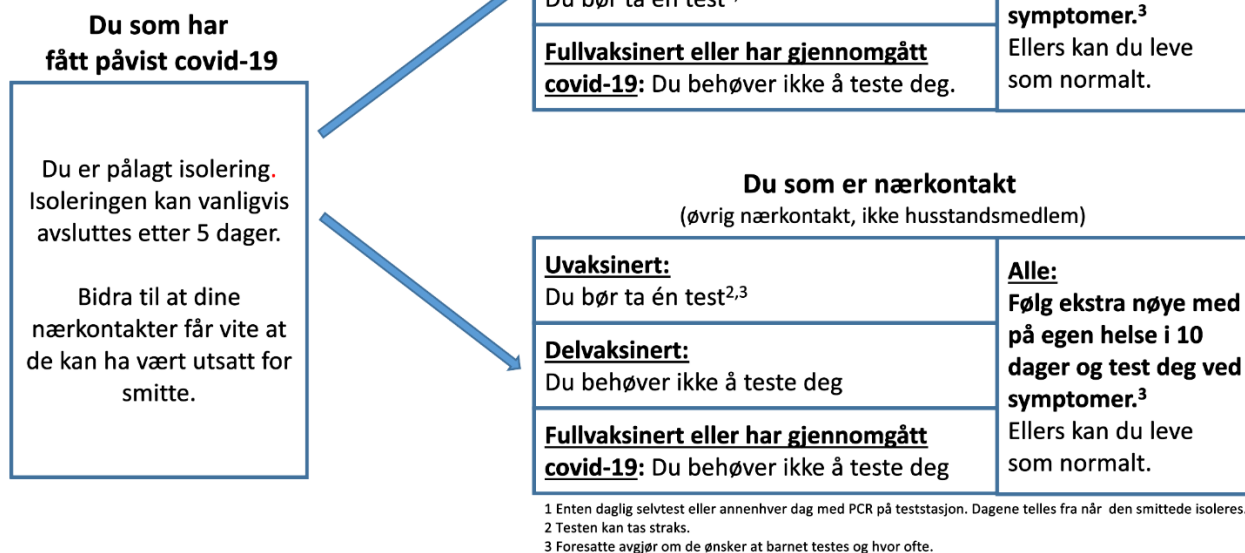 Du som har
fått påvist covid-19
Du er pålagt isolering.
Isoleringen kan vanligvis
avsluttes etter 5 dager.
Bidra til at dine
nærkontakter får vite at
de kan ha vært utsatt for
smitte.
Du bør ta én test
Fullvaksinert eller har gjennomgått
covid-19: Du behøver ikke å teste deg.
symptomer.³
Ellers kan du leve
som normalt.
Du som er nærkontakt
(øvrig nærkontakt, ikke husstandsmedlem)
Uvaksinert:
Du bør ta én test²,³
Delvaksinert:
Du behøver ikke å teste deg
Fullvaksinert eller har gjennomgått
covid-19: Du behøver ikke å teste deg
Alle:
Følg ekstra nøye med
på egen helse i 10
dager og test deg ved
symptomer.³
Ellers kan du leve
som normalt.
1 Enten daglig selvtest eller annenhver dag med PCR på teststasjon. Dagene telles fra når den smittede isoleres.
2 Testen kan tas straks.
3 Foresatte avgjør om de ønsker at barnet testes og hvor ofte.